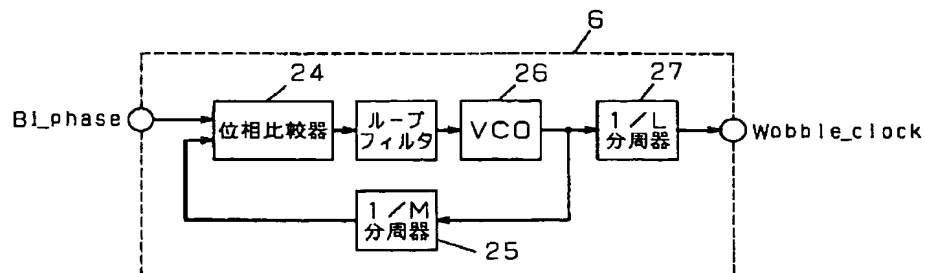 6
24
26
27
Bi_phase
位相比較器
ループ
フィルタ
VCO
1/L
分周器
Wobble_clock
1/M
分周器
25